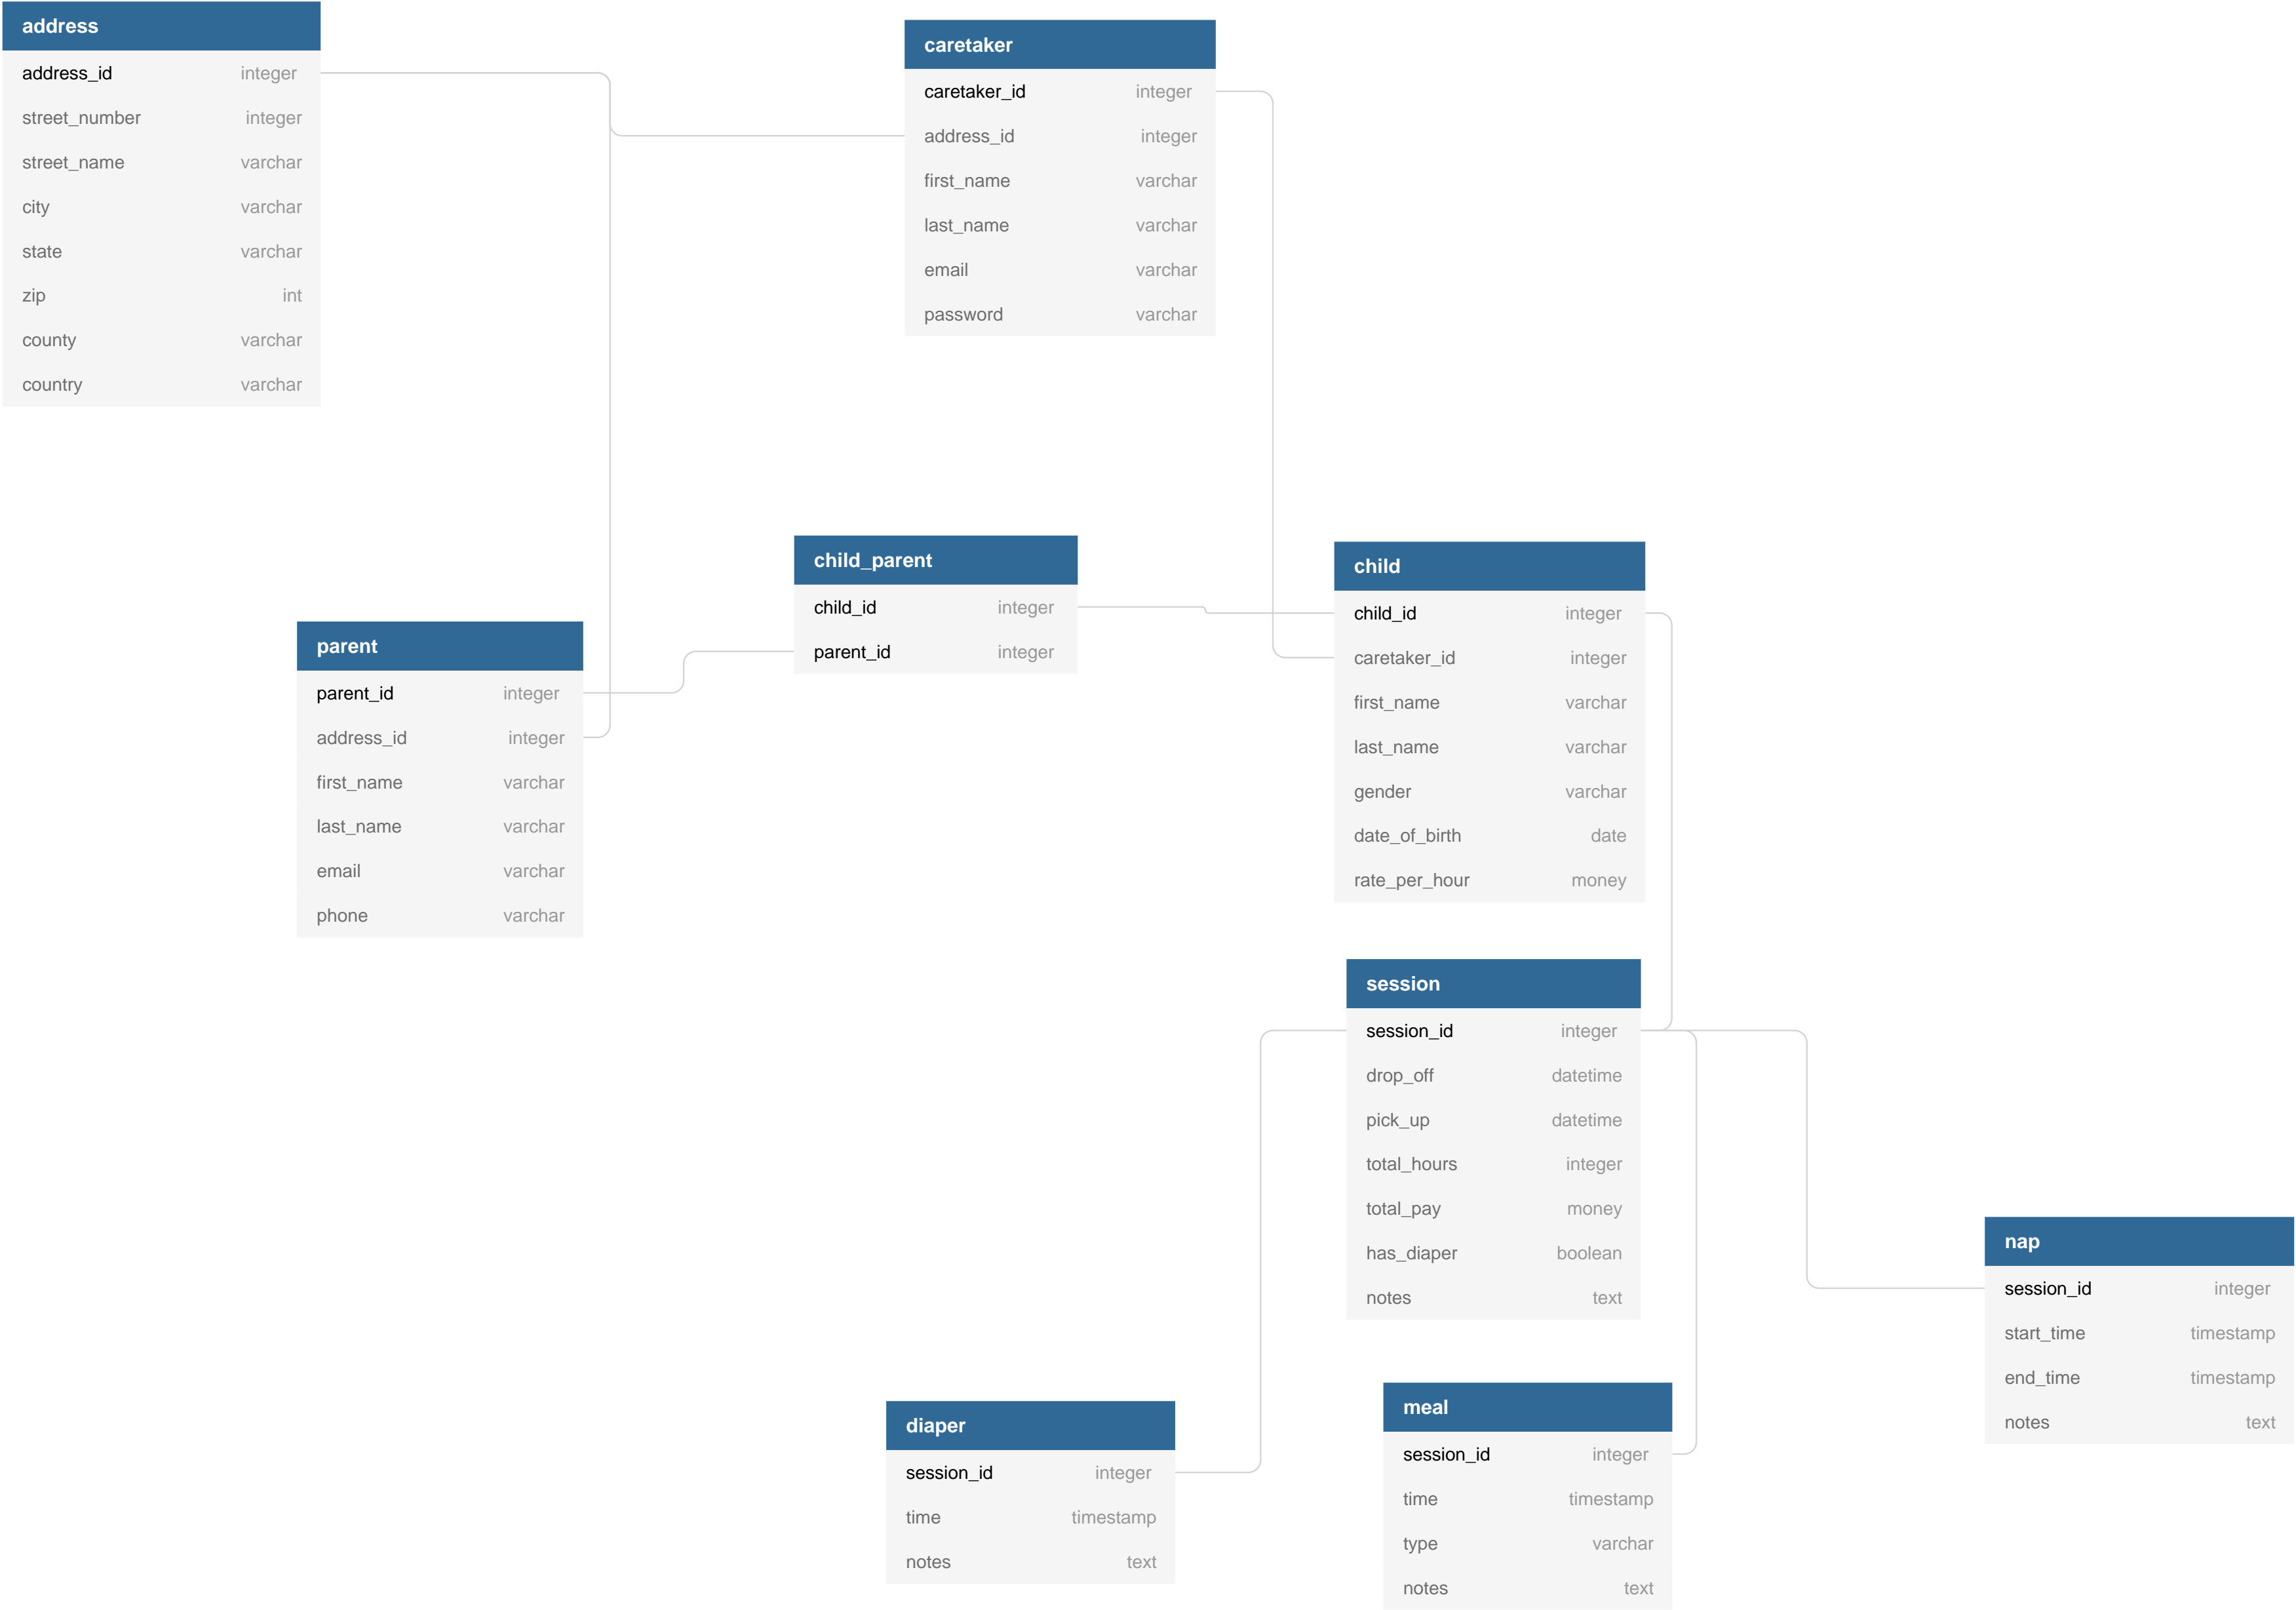 address
address_id integer
street_number integer
street_name varchar
city varchar
state varchar
zip int
county varchar
country varchar
caretaker
caretaker_id integer
address_id integer
first_name varchar
last_name varchar
email varchar
password varchar
child_parent
child_id integer
parent_id integer
child
child_id integer
caretaker_id integer
first_name varchar
last_name varchar
gender varchar
date_of_birth date
rate_per_hour money
parent
parent_id integer
address_id integer
first_name varchar
last_name varchar
email varchar
phone varchar
session
session_id integer
drop_off datetime
pick_up datetime
total_hours integer
total_pay money
has_diaper boolean
notes text
nap
session_id integer
start_time timestamp
end_time timestamp
notes text
diaper
session_id integer
time timestamp
notes text
meal
session_id integer
time timestamp
type varchar
notes text